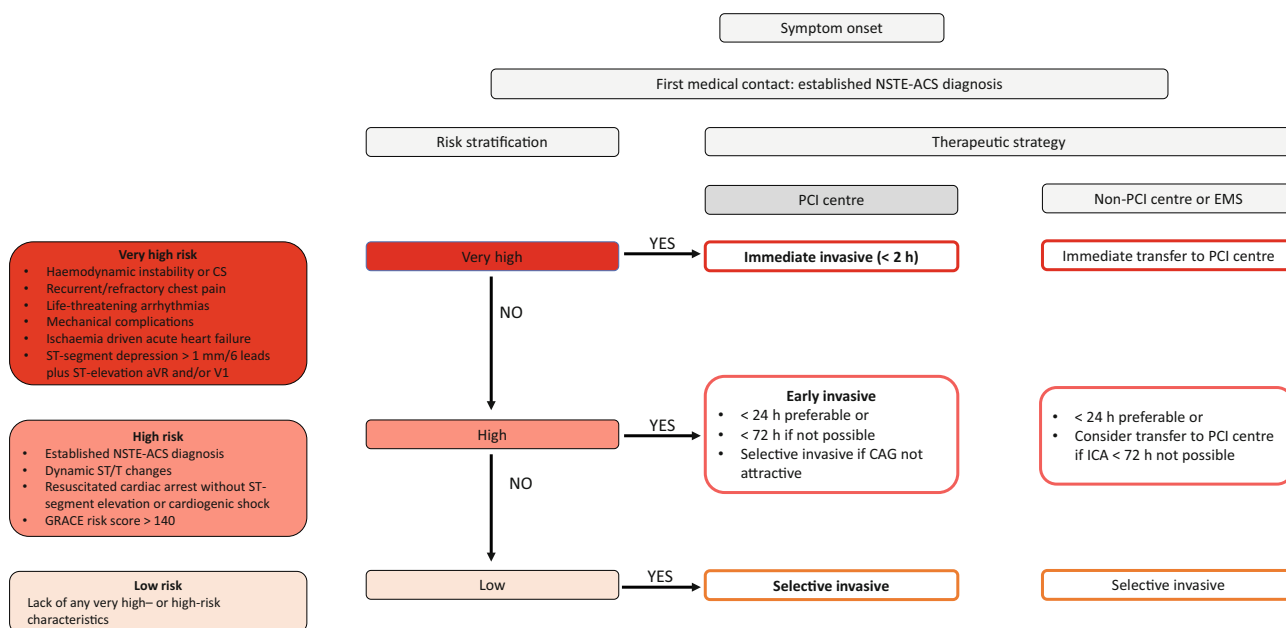 Symptom onset
First medical contact: established NSTE-ACS diagnosis
Risk stratification
Therapeutic strategy
PCI centre
Non-PCI centre or EMS
Very high risk
• Haemodynamic instability or CS
• Recurrent/refractory chest pain
• Life-threatening arrhythmias
• Mechanical complications
• Ischaemia driven acute heart failure
• ST-segment depression > 1 mm/6 leads
plus ST-elevation aVR and/or V1
Very high
YES
Immediate invasive (< 2 h)
Immediate transfer to PCI centre
NO
High risk
• Established NSTE-ACS diagnosis
• Dynamic ST/T changes
• Resuscitated cardiac arrest without ST-
segment elevation or cardiogenic shock
• GRACE risk score > 140
High
YES
Early invasive
• < 24 h preferable or
• < 72 h if not possible
• Selective invasive if CAG not
attractive
• < 24 h preferable or
• Consider transfer to PCI centre
if ICA < 72 h not possible
NO
Low risk
Lack of any very high– or high-risk
characteristics
Low
YES
Selective invasive
Selective invasive